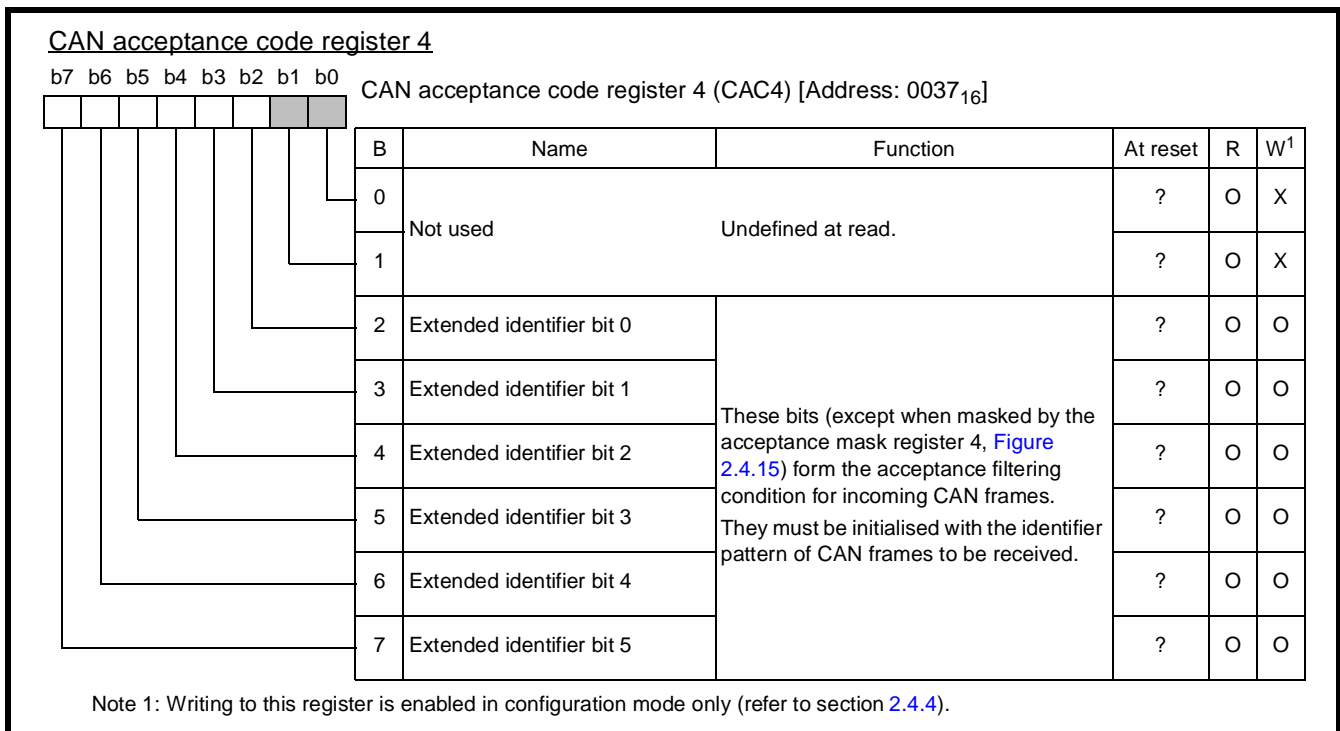 CAN acceptance code register 4
b7 b6 b5 b4 b3 b2 b1 b0
CAN acceptance code register 4 (CAC4) [Address: 0037₁₆]
B Name Function At reset R W¹
0 ? O X
Not used Undefined at read.
1 ? O X
2 Extended identifier bit 0 ? O O
3 Extended identifier bit 1 ? O O
These bits (except when masked by the
acceptance mask register 4, Figure
4 Extended identifier bit 2 ? O O
2.4.15) form the acceptance filtering
condition for incoming CAN frames.
5 Extended identifier bit 3 ? O O
They must be initialised with the identifier
pattern of CAN frames to be received.
6 Extended identifier bit 4 ? O O
7 Extended identifier bit 5 ? O O
Note 1: Writing to this register is enabled in configuration mode only (refer to section 2.4.4).